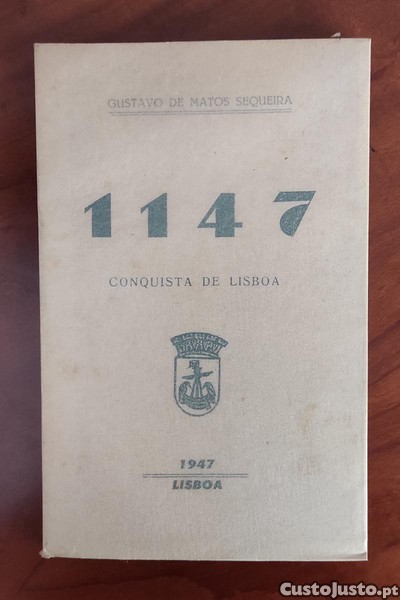 GUSTAVO DE MATOS SEQUEIRA
1147
CONQUISTA DE LISBOA
1947
LISBOA
CustoJusto.pt